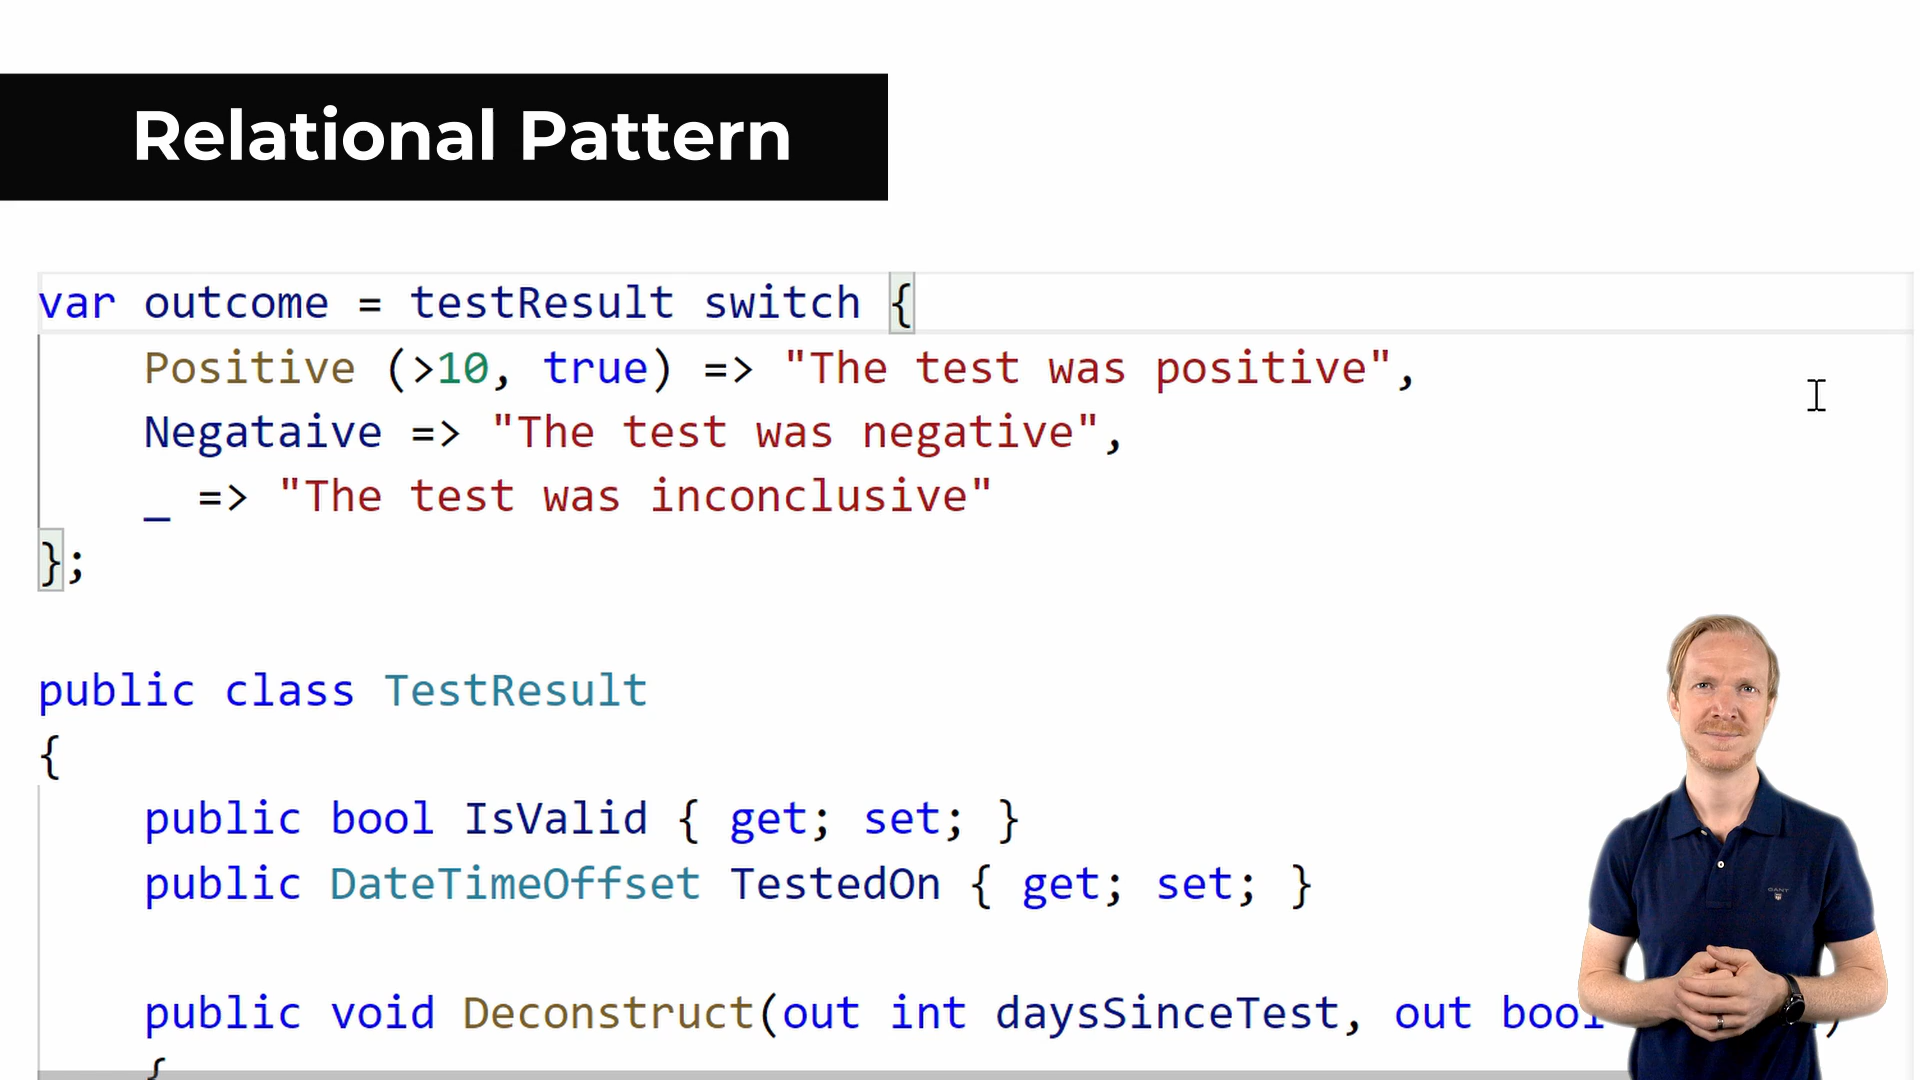 Relational Pattern
var outcome = testResult switch {
Positive (>10, true) => "The test was positive",
Negataive => "The test was negative",
_ => "The test was inconclusive"
};
public class TestResult
{
public bool IsValid { get; set; }
public DateTimeOffset TestedOn { get; set; }
public void Deconstruct(out int daysSinceTest, out bool )
{
GANT